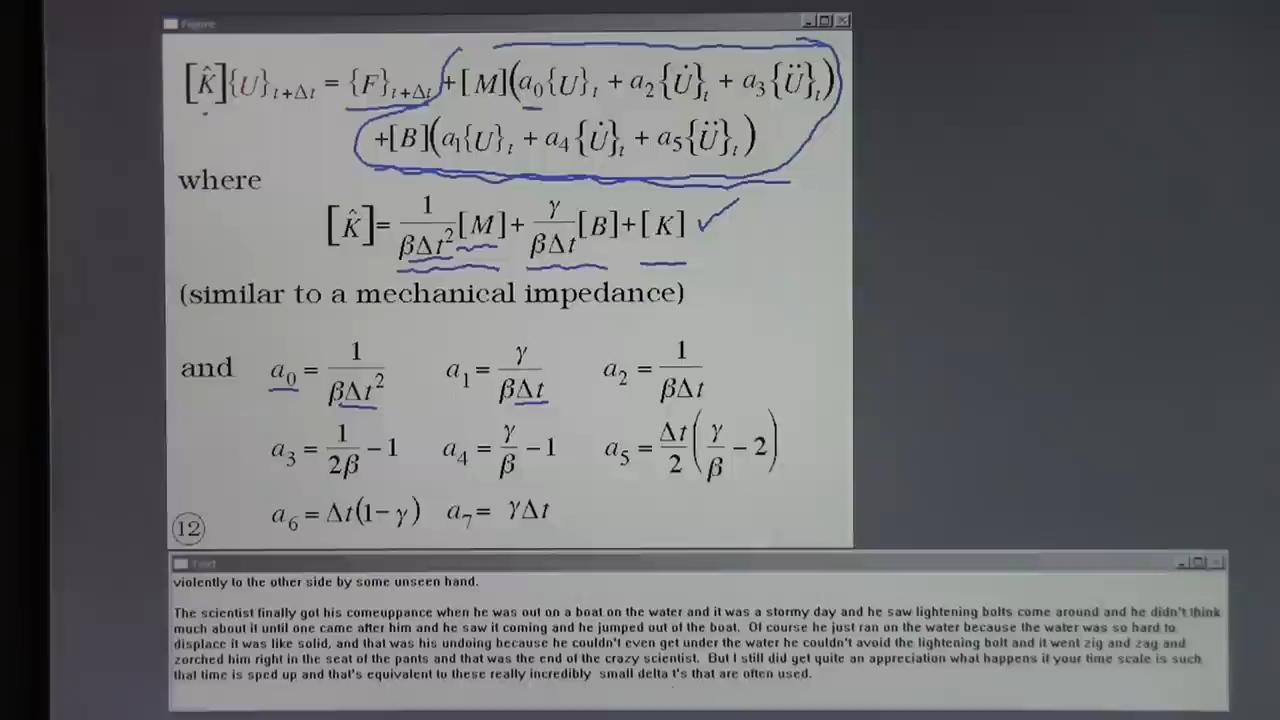 Figure
[K̂]{U}ₜ₊Δₜ = {F}ₜ₊Δₜ +[M](a₀{U}ₜ + a₂{U̇}ₜ + a₃{Ü}ₜ)
+[B](a₁{U}ₜ + a₄{U̇}ₜ + a₅{Ü}ₜ)
where
[K̂]= 1/βΔt² [M]+ γ/βΔt [B]+[K] ✓
(similar to a mechanical impedance)
and a₀ = 1/βΔt² a₁ = γ/βΔt a₂ = 1/βΔt
a₃ = 1/2β −1 a₄ = γ/β −1 a₅ = Δt/2 (γ/β − 2)
12 a₆ = Δt(1− γ) a₇ = γΔt
Text
violently to the other side by some unseen hand.
The scientist finally got his comeuppance when he was out on a boat on the water and it was a stormy day and he saw lightening bolts come around and he didn't think
much about it until one came after him and he saw it coming and he jumped out of the boat. Of course he just ran on the water because the water was so hard to
displace it was like solid, and that was his undoing because he couldn't even get under the water he couldn't avoid the lightening bolt and it went zig and zag and
zorched him right in the seat of the pants and that was the end of the crazy scientist. But I still did get quite an appreciation what happens if your time scale is such
that time is sped up and that's equivalent to these really incredibly small delta t's that are often used.